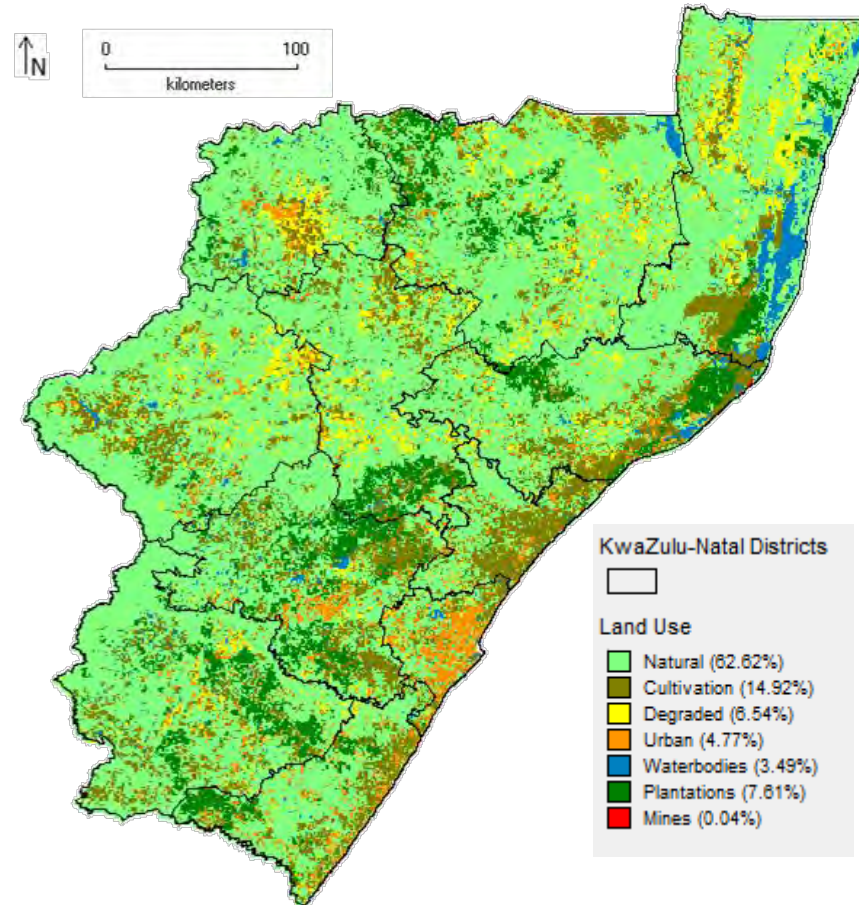 N
0 100
kilometers
KwaZulu-Natal Districts
Land Use
Natural (62.62%)
Cultivation (14.92%)
Degraded (6.54%)
Urban (4.77%)
Waterbodies (3.49%)
Plantations (7.61%)
Mines (0.04%)